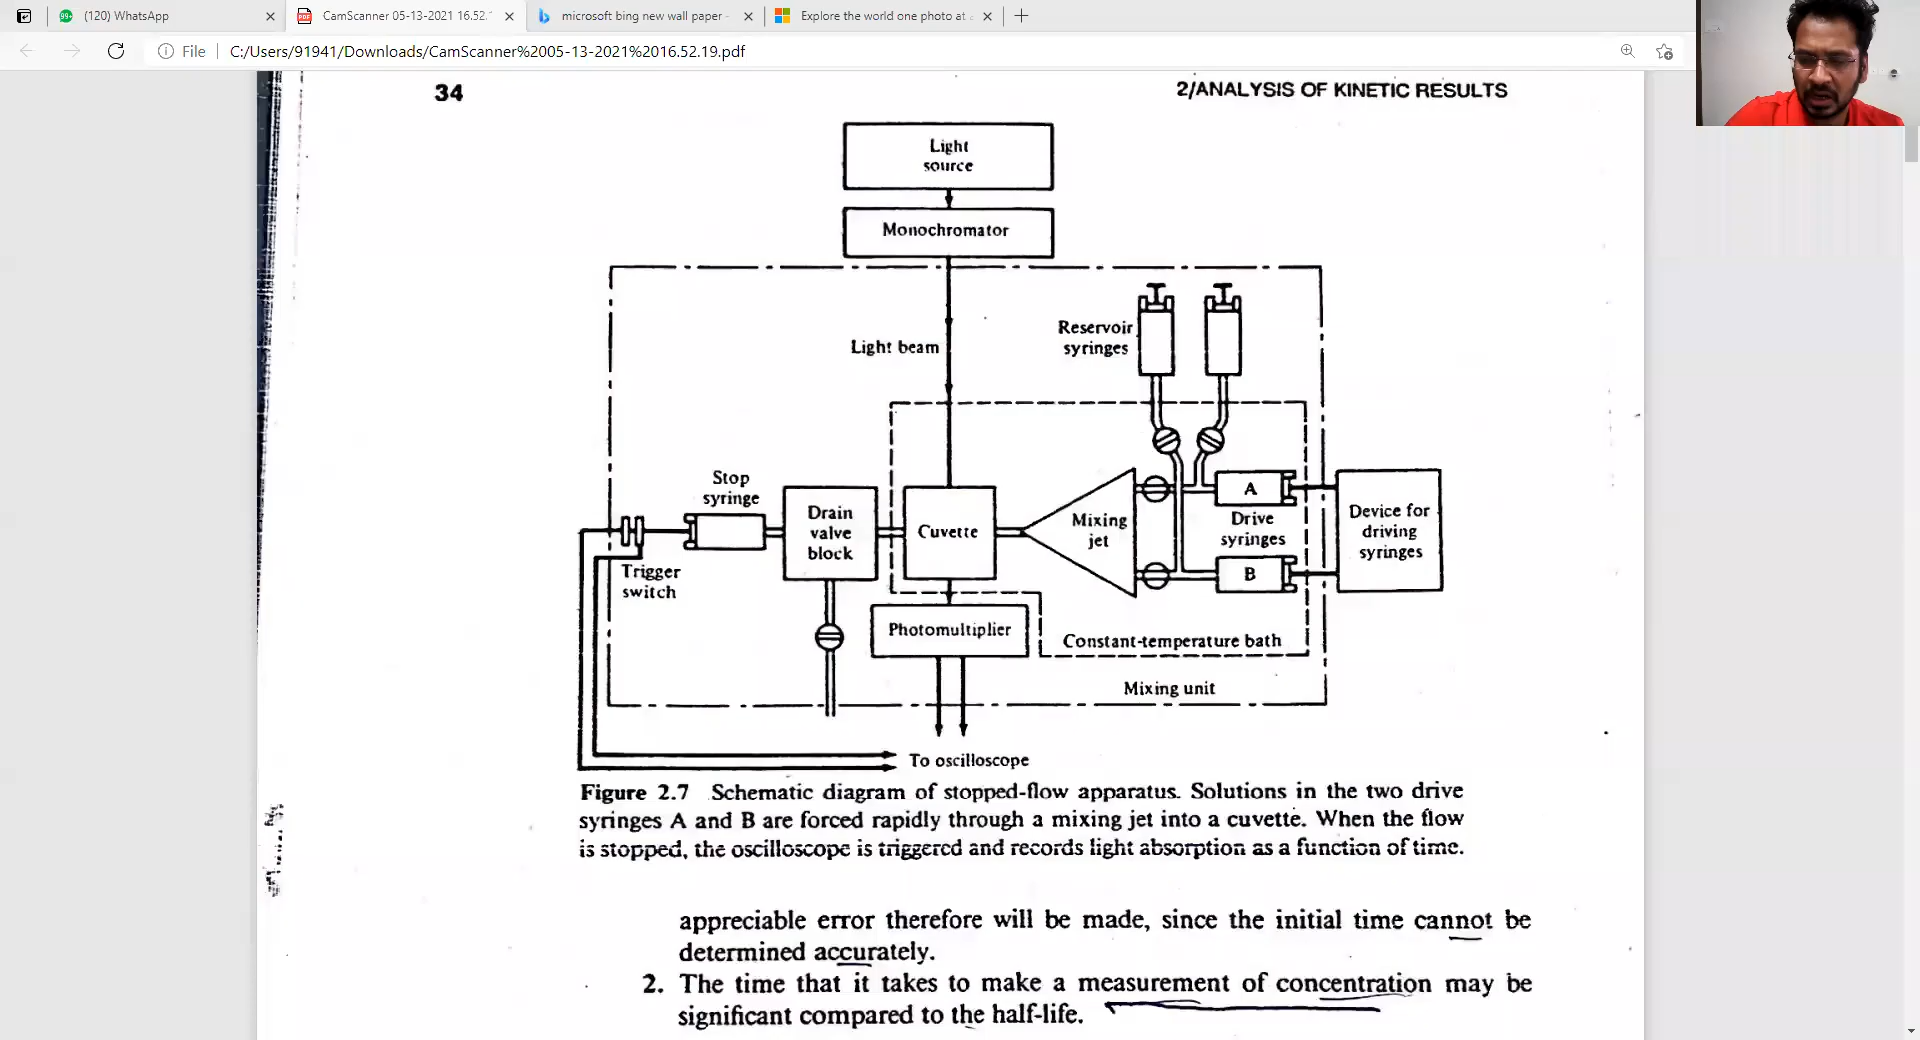 (120) WhatsApp
CamScanner 05-13-2021 16.52.
microsoft bing new wall paper -
Explore the world one photo at a
File
C:/Users/91941/Downloads/CamScanner%2005-13-2021%2016.52.19.pdf
34
2/ANALYSIS OF KINETIC RESULTS
Light
source
Monochromator
Light beam
Reservoir
syringes
Stop
syringe
Drain
valve
block
Cuvette
Mixing
jet
A
Drive
syringes
B
Device for
driving
syringes
Trigger
switch
Photomultiplier
Constant-temperature bath
Mixing unit
To oscilloscope
Figure 2.7 Schematic diagram of stopped-flow apparatus. Solutions in the two drive
syringes A and B are forced rapidly through a mixing jet into a cuvette. When the flow
is stopped, the oscilloscope is triggered and records light absorption as a function of time.
appreciable error therefore will be made, since the initial time cannot be
determined accurately.
2. The time that it takes to make a measurement of concentration may be
significant compared to the half-life.